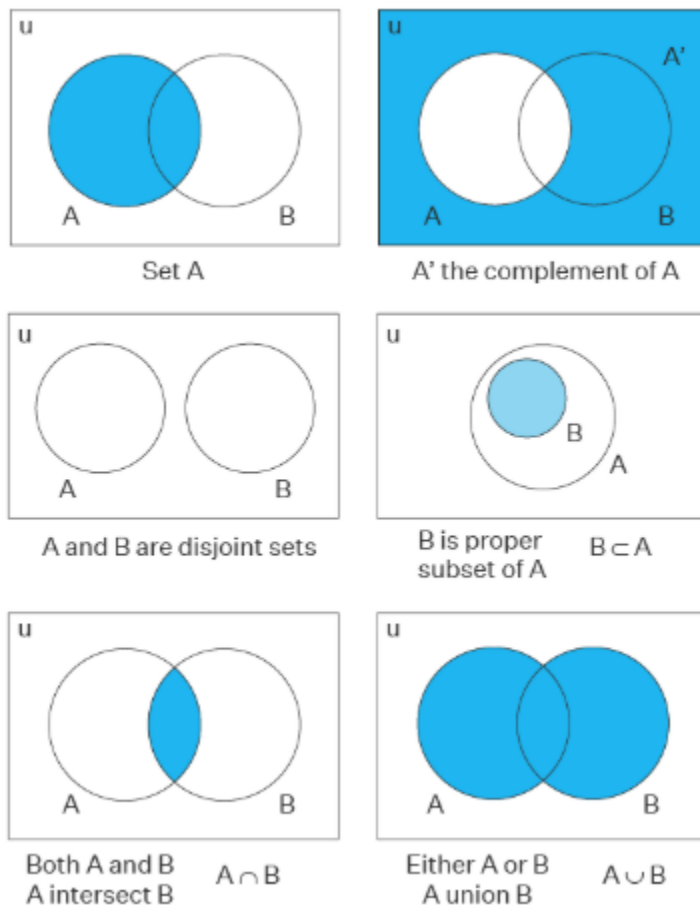 u
A
B
Set A
u
A'
A
B
A' the complement of A
u
A
B
A and B are disjoint sets
u
B
A
B is proper
subset of A
B ⊂ A
u
A
B
Both A and B
A intersect B
A ∩ B
u
A
B
Either A or B
A union B
A ∪ B